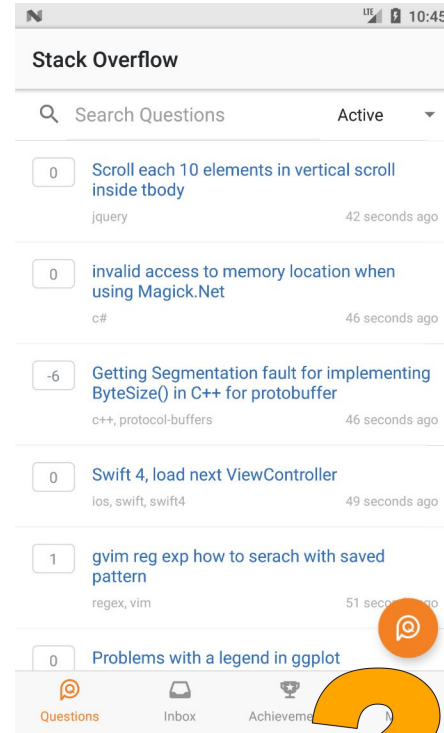 LTE 10:45
Stack Overflow
Search Questions Active
0 Scroll each 10 elements in vertical scroll
inside tbody
jquery 42 seconds ago
0 invalid access to memory location when
using Magick.Net
c# 46 seconds ago
-6 Getting Segmentation fault for implementing
ByteSize() in C++ for protobuffer
c++, protocol-buffers 46 seconds ago
0 Swift 4, load next ViewController
ios, swift, swift4 49 seconds ago
1 gvim reg exp how to serach with saved
pattern
regex, vim 51
0 Problems with a legend in ggplot
Questions Inbox